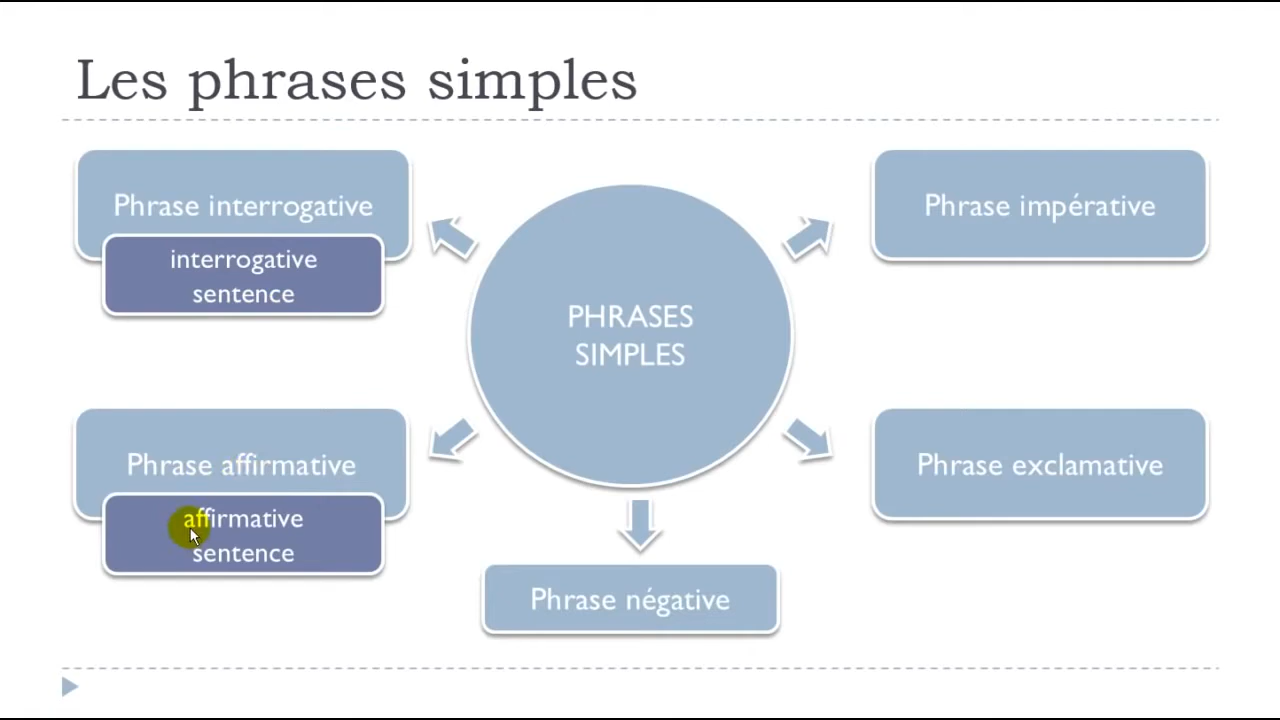 Les phrases simples
Phrase interrogative
interrogative
sentence
Phrase impérative
PHRASES
SIMPLES
Phrase affirmative
affirmative
sentence
Phrase exclamative
Phrase négative